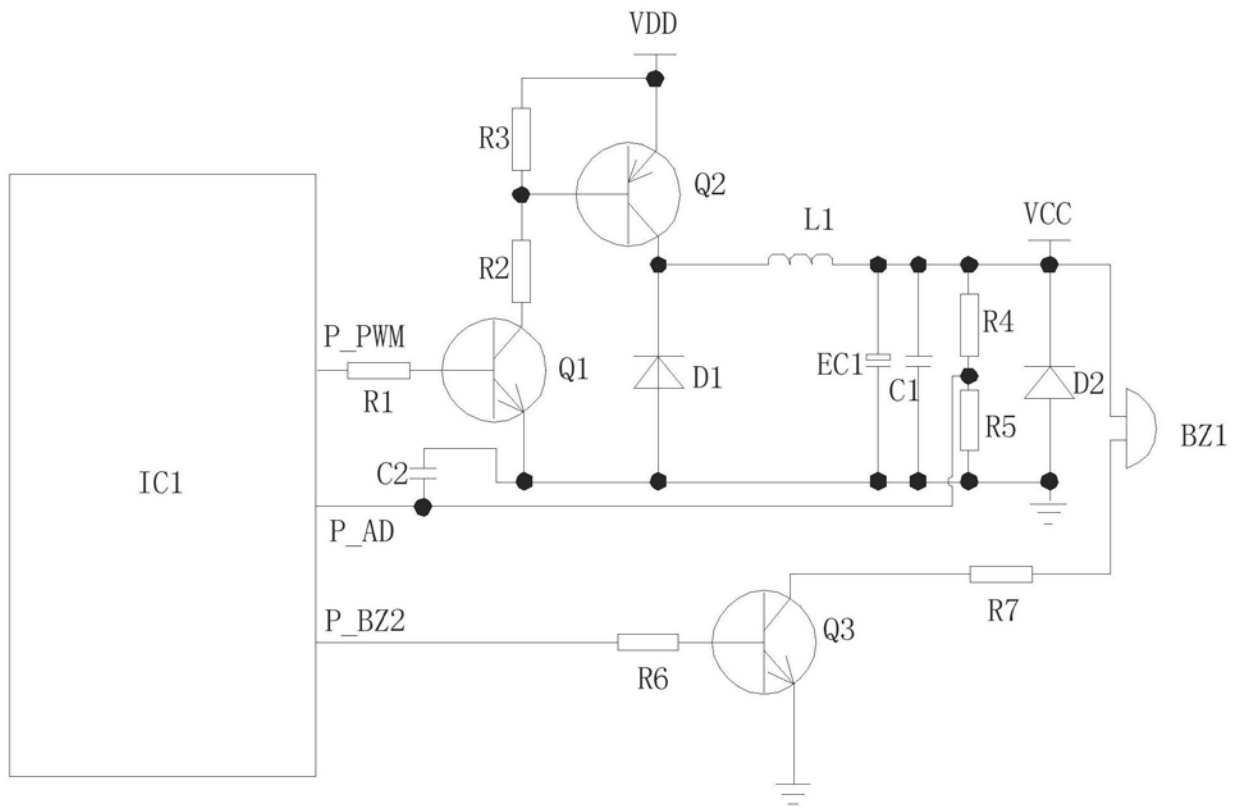 VDD
R3
Q2
L1
VCC
R2
R4
P_PWM
R1
Q1
D1
EC1
C1
D2
R5
BZ1
C2
IC1
P_AD
R7
P_BZ2
R6
Q3